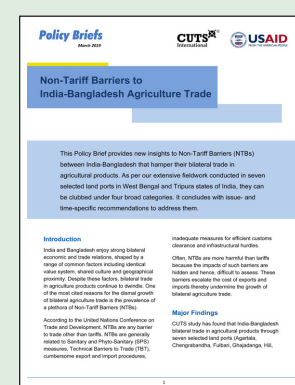 Policy Briefs
March 2019
CUTS
International
USAID
FROM THE AMERICAN PEOPLE
Non-Tariff Barriers to
India-Bangladesh Agriculture Trade
This Policy Brief provides new insights to Non-Tariff Barriers (NTBs)
between India-Bangladesh that hamper their bilateral trade in
agricultural products. As per our extensive fieldwork conducted in seven
selected land ports in West Bengal and Tripura states of India, they can
be clubbed under four broad categories. It concludes with issue- and
time-specific recommendations to address them.
Introduction
India and Bangladesh enjoy strong bilateral
economic and trade relations, shaped by a
range of common factors including identical
value system, shared culture and geographical
proximity. Despite these factors, bilateral trade
in agriculture products continue to dwindle. One
of the most cited reasons for the dismal growth
of bilateral agriculture trade is the prevalence of
a plethora of Non-Tariff Barriers (NTBs).
According to the United Nations Conference on
Trade and Development, NTBs are any barrier
to trade other than tariffs. NTBs are generally
related to Sanitary and Phyto-Sanitary (SPS)
measures, Technical Barriers to Trade (TBT),
cumbersome export and import procedures,
inadequate measures for efficient customs
clearance and infrastructural hurdles.
Often, NTBs are more harmful than tariffs
because the impacts of such barriers are
hidden and hence, difficult to assess. These
barriers escalate the cost of exports and
imports thereby undermine the growth of
bilateral agriculture trade.
Major Findings
CUTS study has found that India-Bangladesh
bilateral trade in agricultural products through
seven selected land ports (Agartala,
Chengrabandha, Fulbari, Ghajadanga, Hili,
1